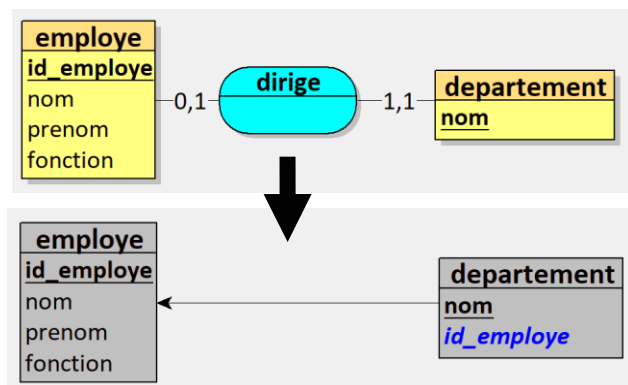 employe
id_employe
nom
prenom
fonction
0,1
dirige
1,1
departement
nom
employe
id_employe
nom
prenom
fonction
departement
nom
id_employe